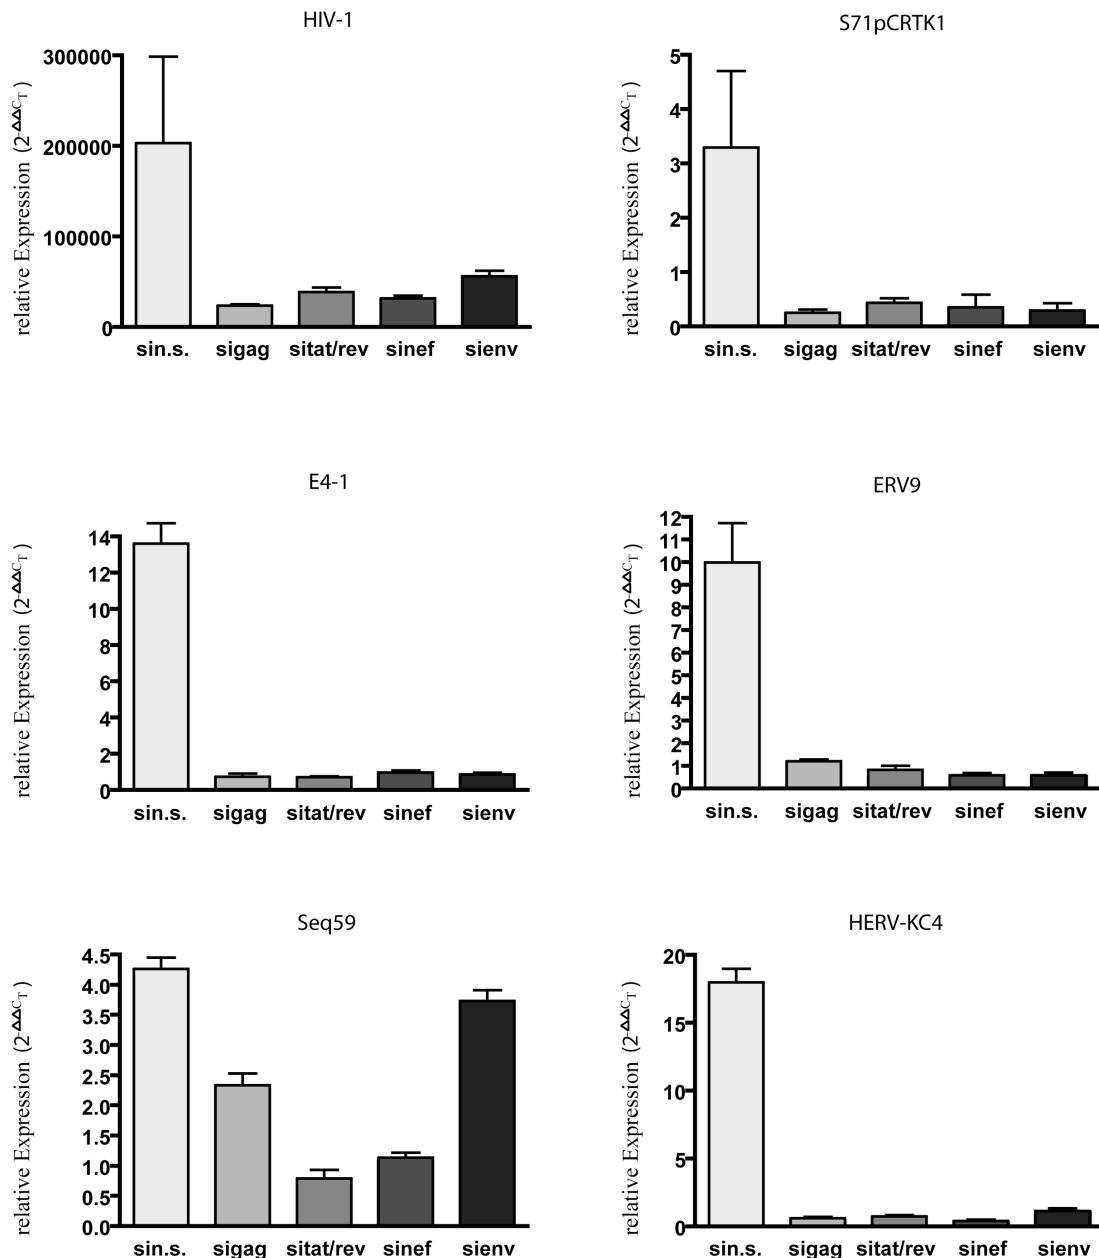 HIV-1
relative Expression (2-ΔΔCT)
300000
200000
100000
0
sin.s. sigag sitat/rev sinef sienv
S71pCRTK1
relative Expression (2-ΔΔCT)
5
4
3
2
1
0
sin.s. sigag sitat/rev sinef sienv
E4-1
relative Expression (2-ΔΔCT)
14
12
10
8
6
4
2
0
sin.s. sigag sitat/rev sinef sienv
ERV9
relative Expression (2-ΔΔCT)
12
11
10
9
8
7
6
5
4
3
2
1
0
sin.s. sigag sitat/rev sinef sienv
Seq59
relative Expression (2-ΔΔCT)
4.5
4.0
3.5
3.0
2.5
2.0
1.5
1.0
0.5
0.0
sin.s. sigag sitat/rev sinef sienv
HERV-KC4
relative Expression (2-ΔΔCT)
20
15
10
5
0
sin.s. sigag sitat/rev sinef sienv